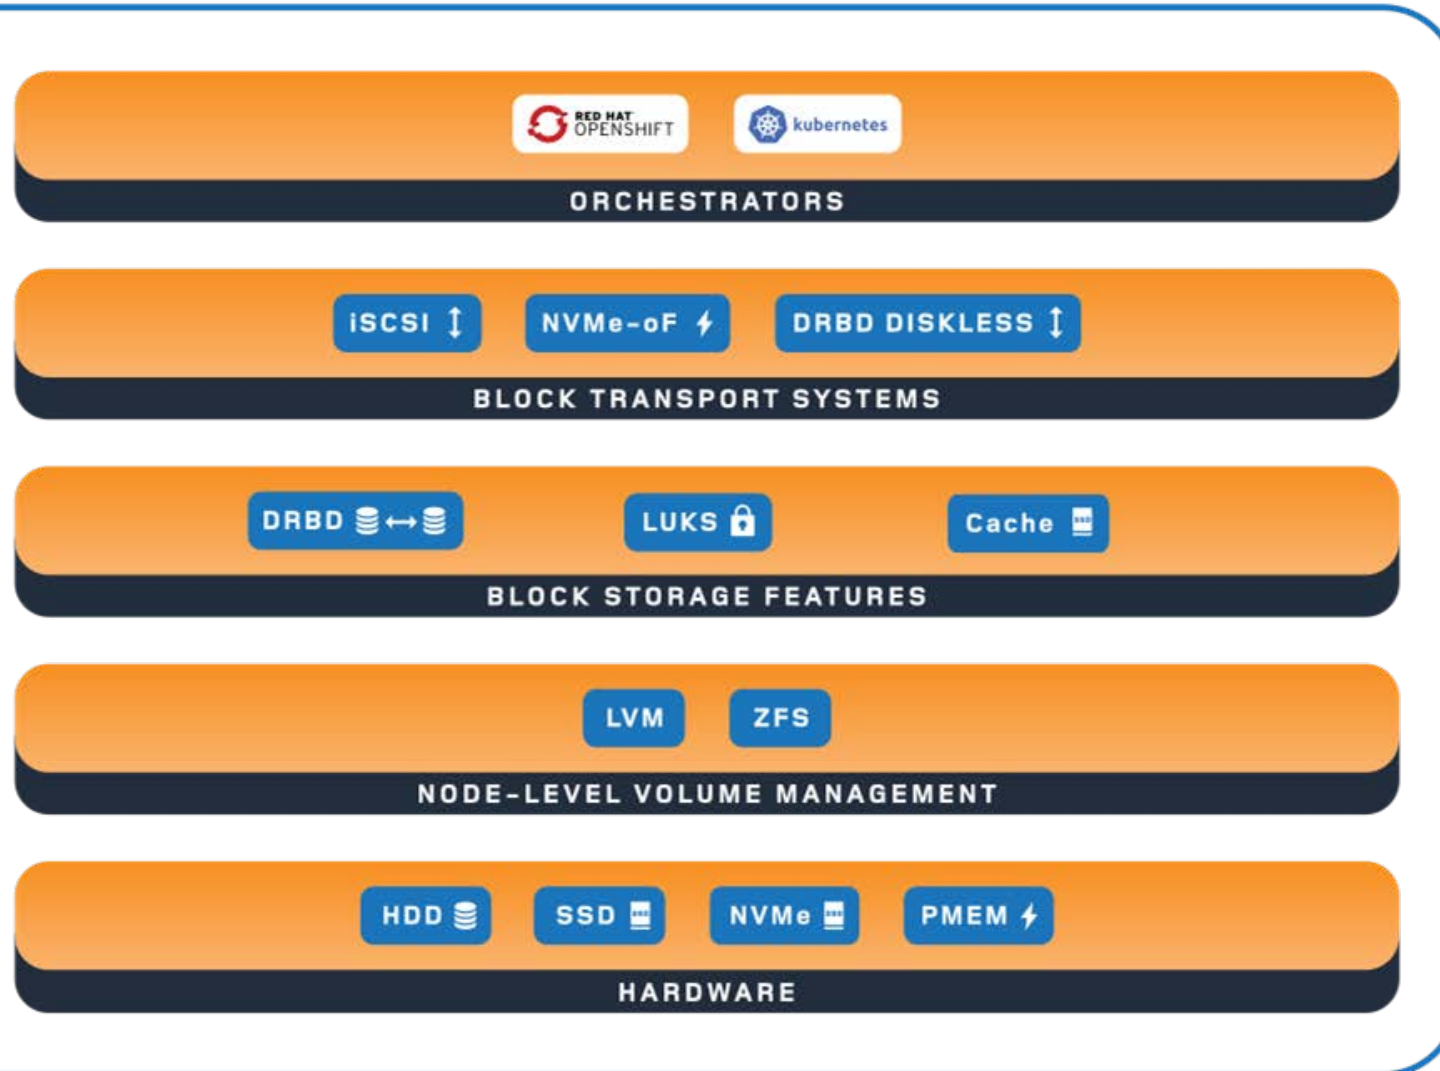 RED HAT
OPENSHIFT
kubernetes
ORCHESTRATORS
iSCSI NVMe-oF DRBD DISKLESS
BLOCK TRANSPORT SYSTEMS
DRBD LUKS Cache
BLOCK STORAGE FEATURES
LVM ZFS
NODE-LEVEL VOLUME MANAGEMENT
HDD SSD NVMe PMEM
HARDWARE